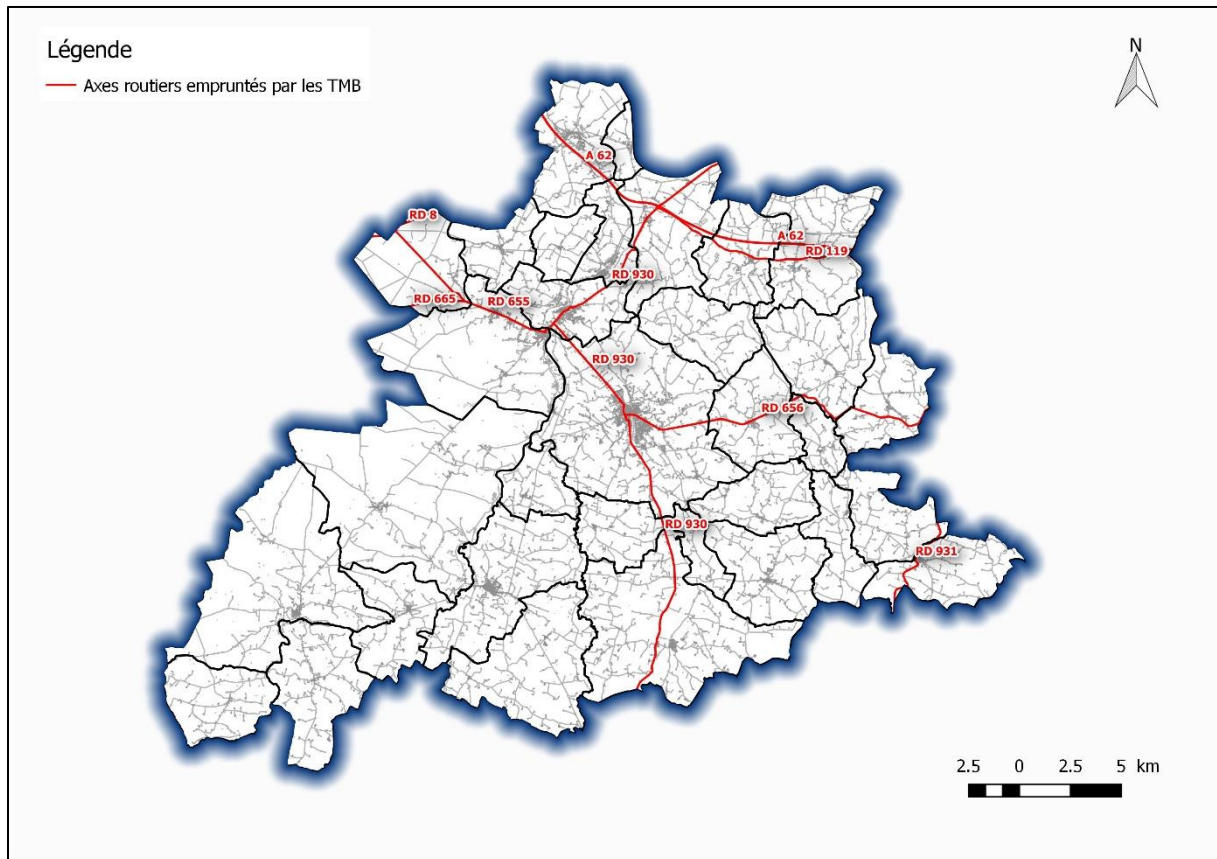 Légende
Axes routiers empruntés par les TMB
N
A 62
RD 8
A 62
RD 119
RD 930
RD 665
RD 655
RD 930
RD 656
RD 930
RD 931
2.5 0 2.5 5 km